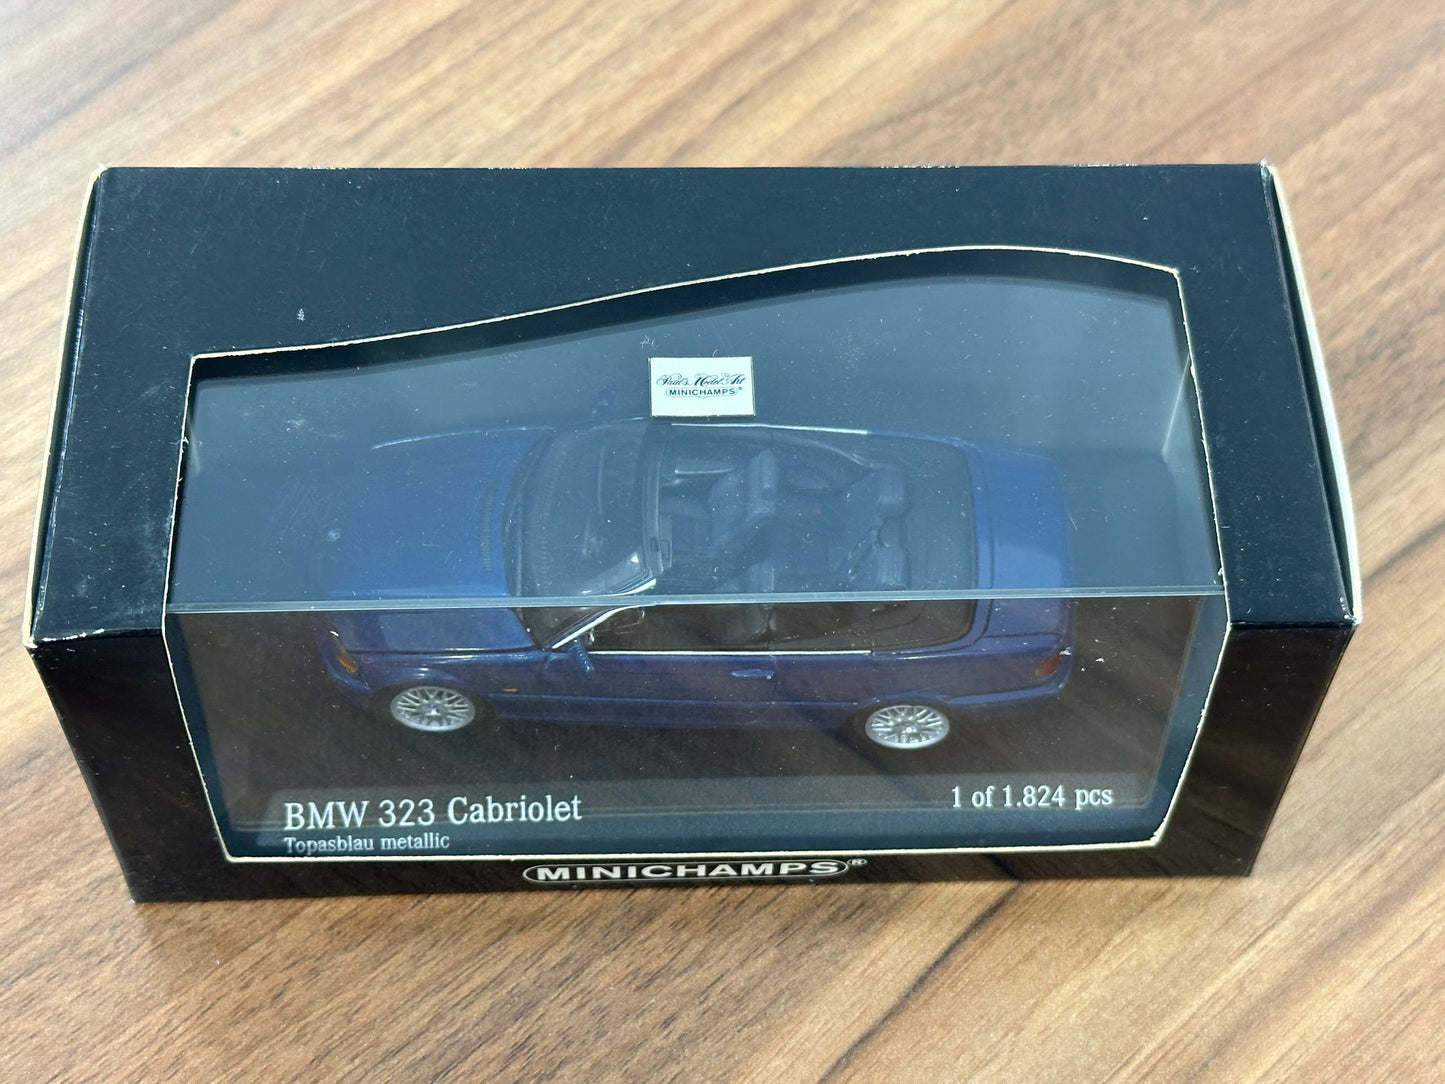 Paul's Model Art
MINICHAMPS®
BMW 323 Cabriolet
1 of 1.824 pcs
Topasblau metallic
MINICHAMPS®